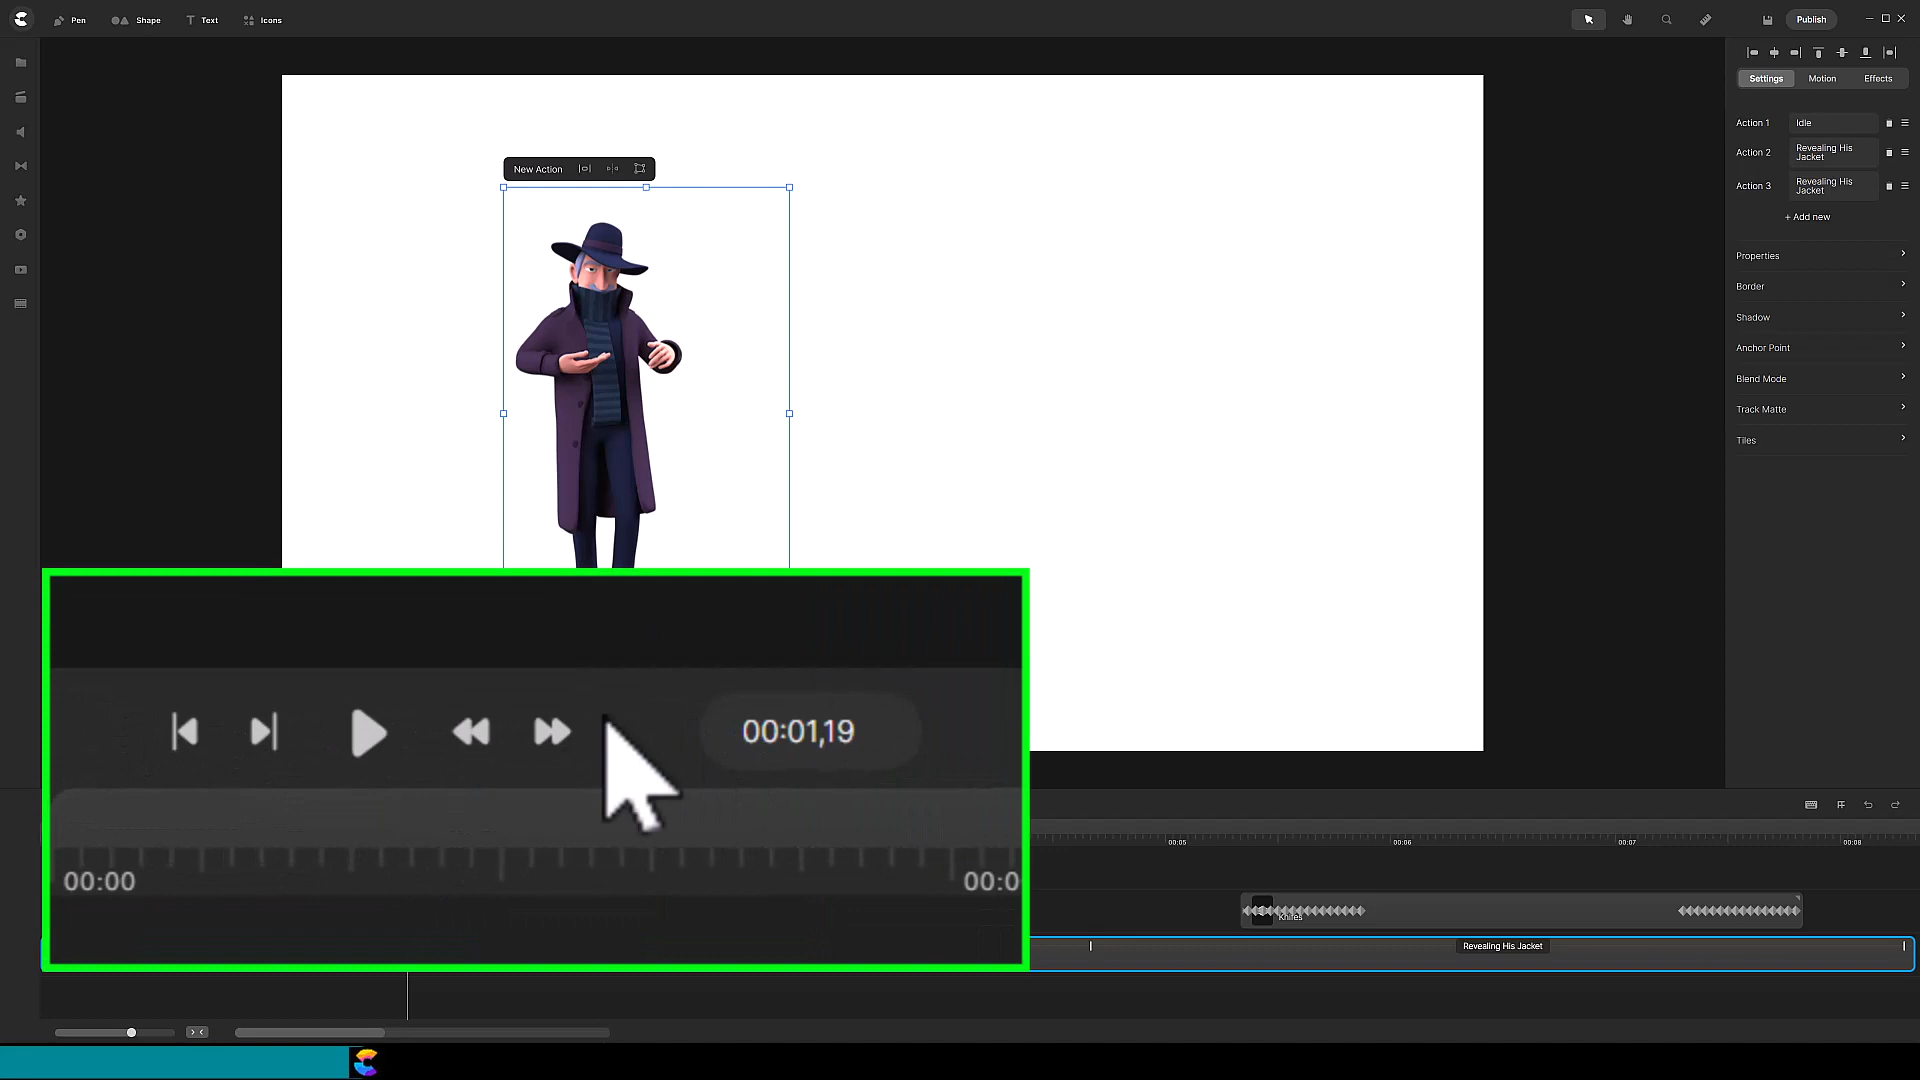 Pen
Shape
Text
Icons
Publish
Settings
Motion
Effects
New Action
Action 1
Idle
Action 2
Revealing His
Jacket
Action 3
Revealing His
Jacket
+ Add new
Properties
Border
Shadow
Anchor Point
Blend Mode
Track Matte
Tiles
00:01,19
00:00
00:0
00:05
00:06
00:07
00:08
Knifes
Revealing His Jacket